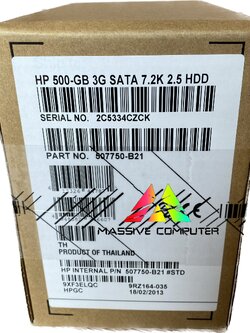 HP 500-GB 3G SATA 7.2K 2.5 HDD
SERIAL NO. 2C5334CZCK
PART NO. 507750-B21
MASSIVE COMPUTER
TH
PRODUCT OF THAILAND
HP INTERNAL P/N 507750-B21 #STD
9XF3ELQC 9RZ164-035
HPGC 18/02/2013